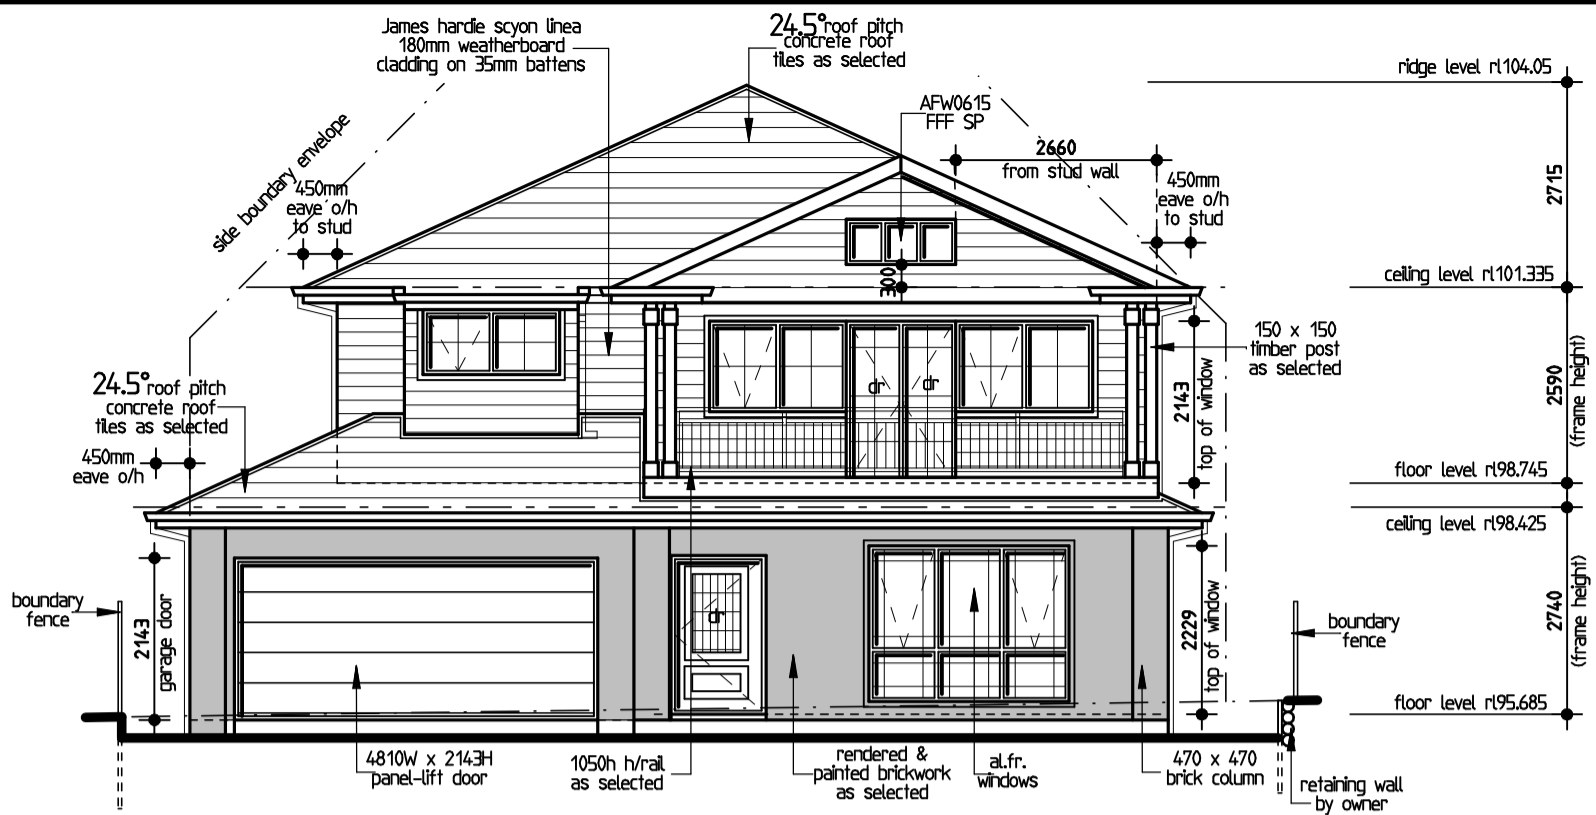 James hardie scyon linea
180mm weatherboard
cladding on 35mm battens
24.5° roof pitch
concrete roof
tiles as selected
ridge level rl104.05
AFW0615
FFF SP
2660
from stud wall
side boundary envelope
450mm
eave o/h
to stud
450mm
eave o/h
to stud
2715
ceiling level rl101.335
300
150 x 150
timber post
as selected
24.5° roof pitch
concrete roof
tiles as selected
dr
dr
2143
top of window
2590
(frame height)
450mm
eave o/h
floor level rl98.745
ceiling level rl98.425
boundary
fence
2143
garage door
dr
2229
top of window
boundary
fence
2740
(frame height)
floor level rl95.685
4810W x 2143H
panel-lift door
1050h h/rail
as selected
rendered &
painted brickwork
as selected
al.fr.
windows
470 x 470
brick column
retaining wall
by owner